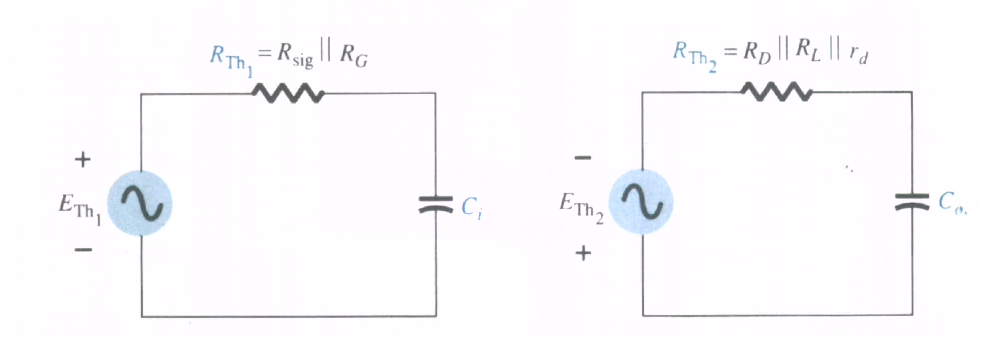 R_Th1 = R_sig || R_G
+
E_Th1
−
C_i
R_Th2 = R_D || R_L || r_d
−
E_Th2
+
C_o